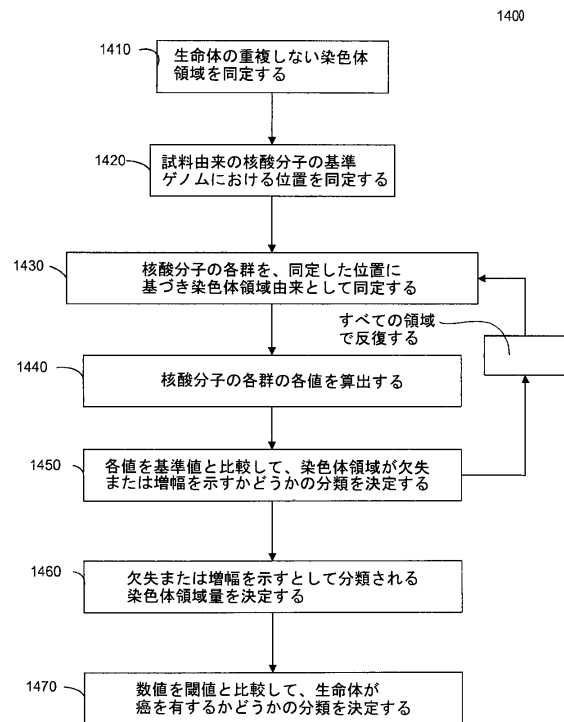 1400
1410
生命体の重複しない染色体
領域を同定する
1420
試料由来の核酸分子の基準
ゲノムにおける位置を同定する
1430
核酸分子の各群を、同定した位置に
基づき染色体領域由来として同定する
すべての領域
で反復する
1440
核酸分子の各群の各値を算出する
1450
各値を基準値と比較して、染色体領域が欠失
または増幅を示すかどうかの分類を決定する
1460
欠失または増幅を示すとして分類される
染色体領域量を決定する
1470
数値を閾値と比較して、生命体が
癌を有するかどうかの分類を決定する